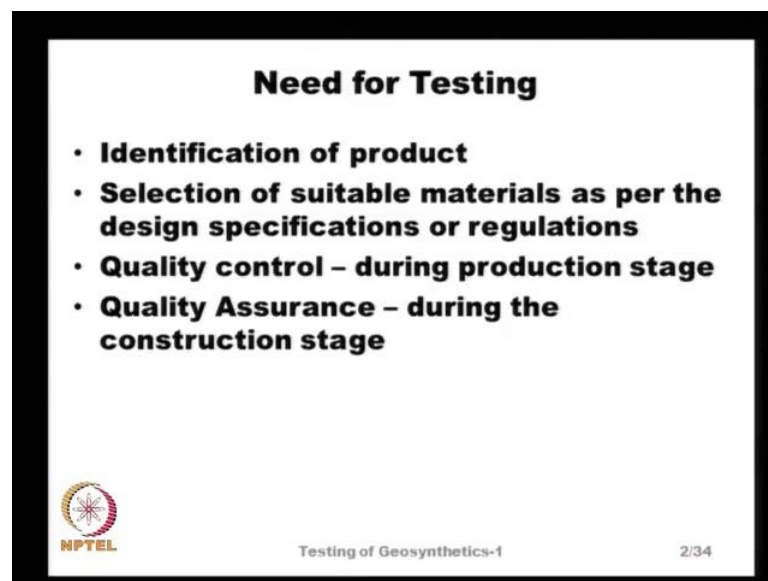 Need for Testing
• Identification of product
• Selection of suitable materials as per the
design specifications or regulations
• Quality control – during production stage
• Quality Assurance – during the
construction stage
NPTEL
Testing of Geosynthetics-1
2/34